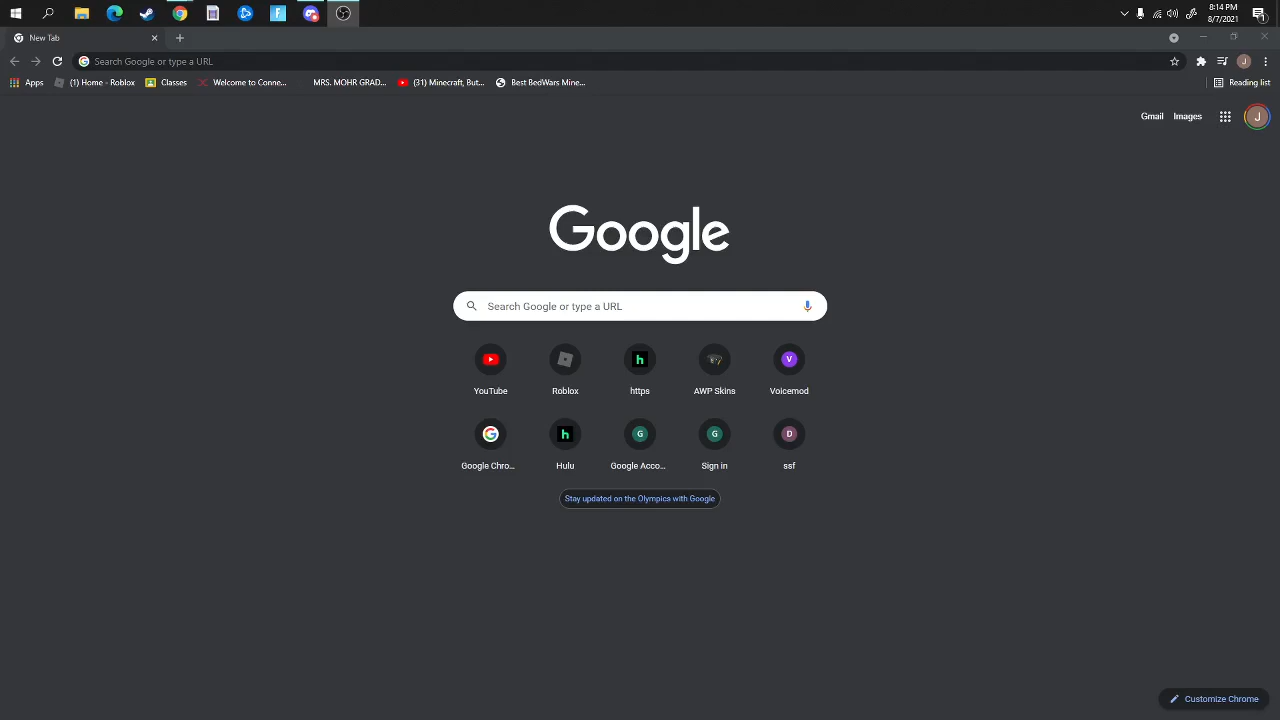 8:14 PM
8/7/2021
1
New Tab
Search Google or type a URL
J
Apps
(1) Home - Roblox
Classes
Welcome to Conne...
MRS. MOHR GRAD...
(31) Minecraft, But...
Best BedWars Mine...
Reading list
Gmail
Images
J
Google
Search Google or type a URL
h
V
YouTube
Roblox
https
AWP Skins
Voicemod
G
h
G
G
D
Google Chro...
Hulu
Google Acco...
Sign in
ssf
Stay updated on the Olympics with Google
Customize Chrome